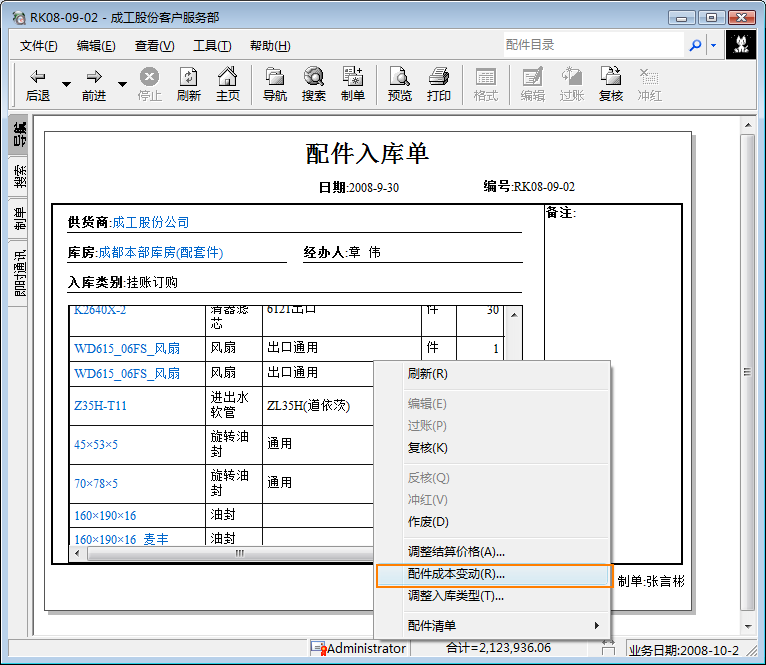 RK08-09-02 - 成工股份客户服务部
文件(F) 编辑(E) 查看(V) 工具(T) 帮助(H) 配件目录
后退 前进 停止 刷新 主页 导航 搜索 制单 预览 打印 格式 编辑 过账 复核 冲红
导航
搜索
制单
即时通讯
配件入库单
日期:2008-9-30 编号:RK08-09-02
供货商:成工股份公司 备注:
库房:成都本部库房(配套件) 经办人:章 伟
入库类别:挂账订购
K2640X-2 清器滤芯 6121出口 件 30
WD615_06FS_风扇 风扇 出口通用 件 1
WD615_06FS_风扇 风扇 出口通用
Z35H-T11 进出水软管 ZL35H(道依茨)
45×53×5 旋转油封 通用
70×78×5 旋转油封 通用
160×190×16 油封
160×190×16 麦丰 油封
刷新(R)
编辑(E)
过账(P)
复核(K)
反核(Q)
冲红(V)
作废(D)
调整结算价格(A)...
配件成本变动(R)...
调整入库类型(T)...
配件清单
制单:张言彬
Administrator 合计=2,123,936.06 业务日期:2008-10-2